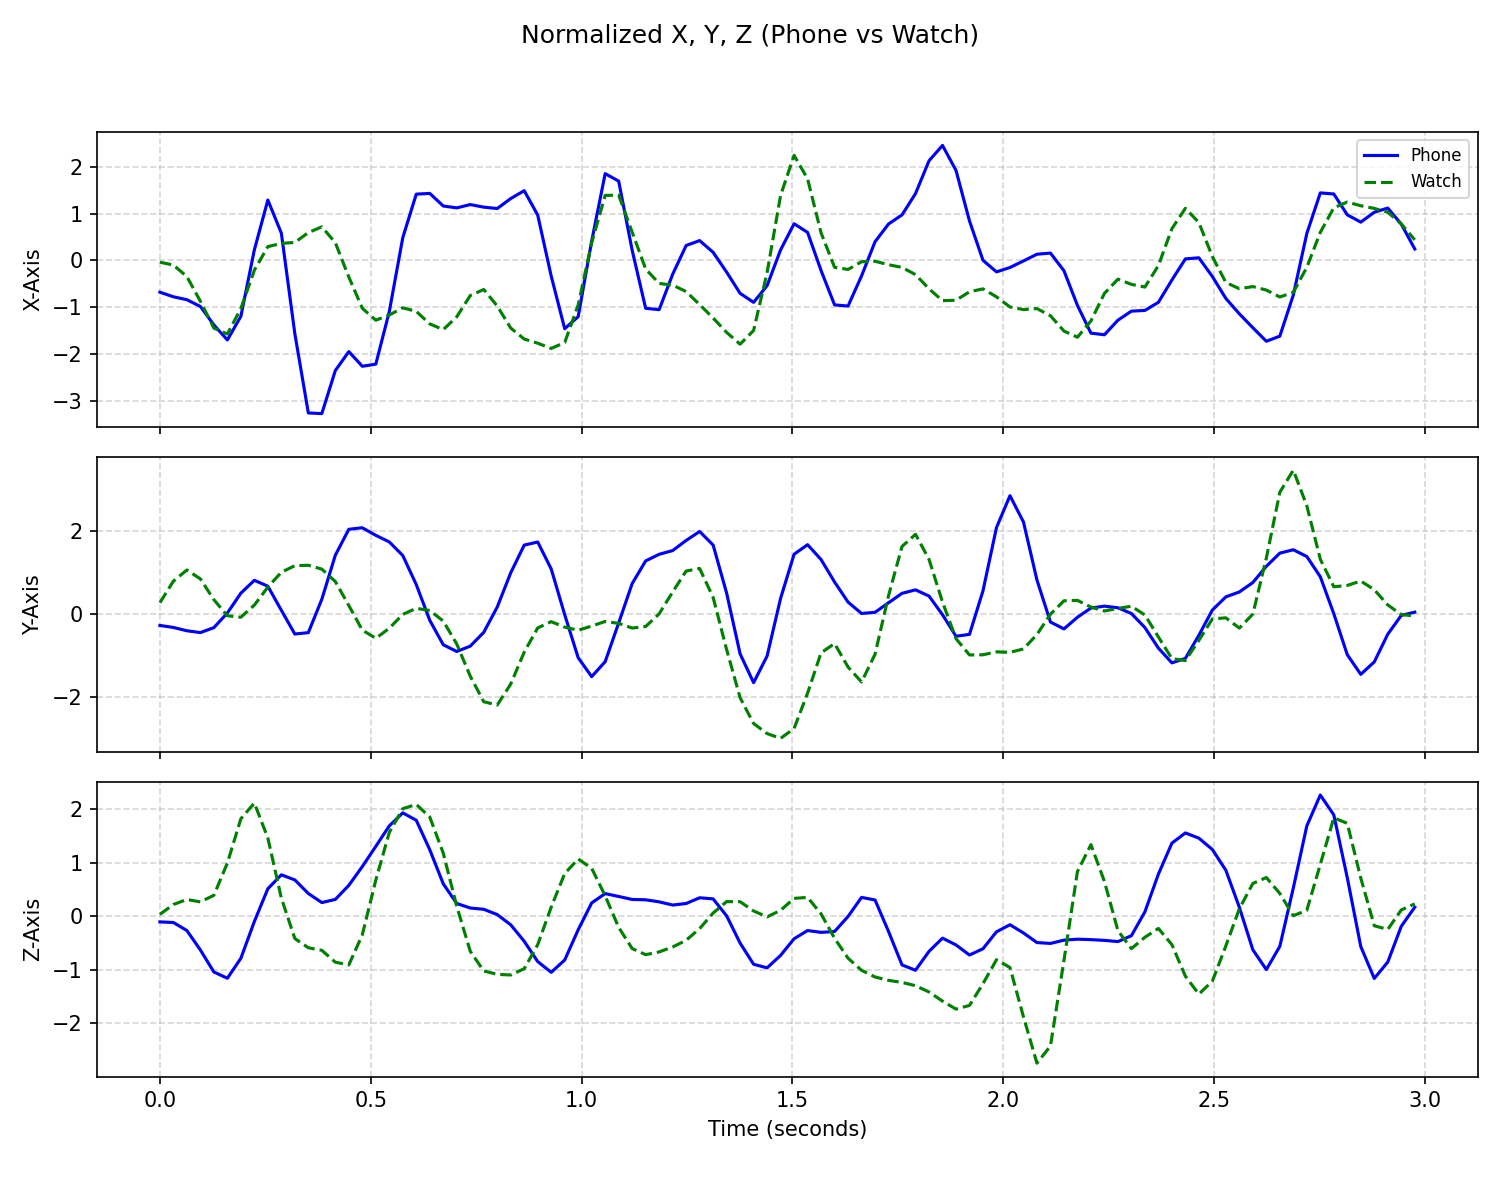 Normalized X, Y, Z (Phone vs Watch)
Phone
Watch
X-Axis
2
1
0
−1
−2
−3
Y-Axis
2
0
−2
Z-Axis
2
1
0
−1
−2
0.0 0.5 1.0 1.5 2.0 2.5 3.0
Time (seconds)